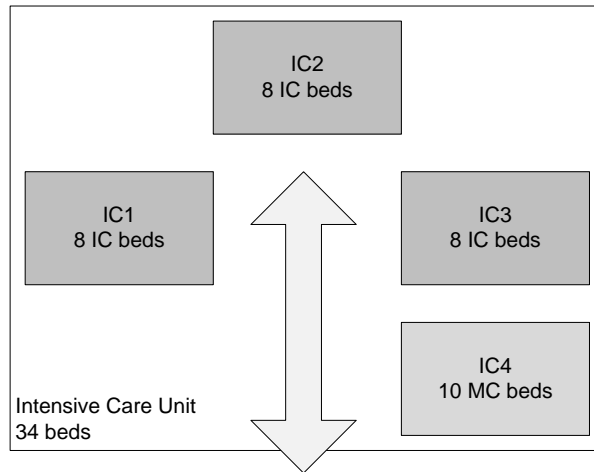 IC2
8 IC beds
IC1
8 IC beds
IC3
8 IC beds
IC4
10 MC beds
Intensive Care Unit
34 beds